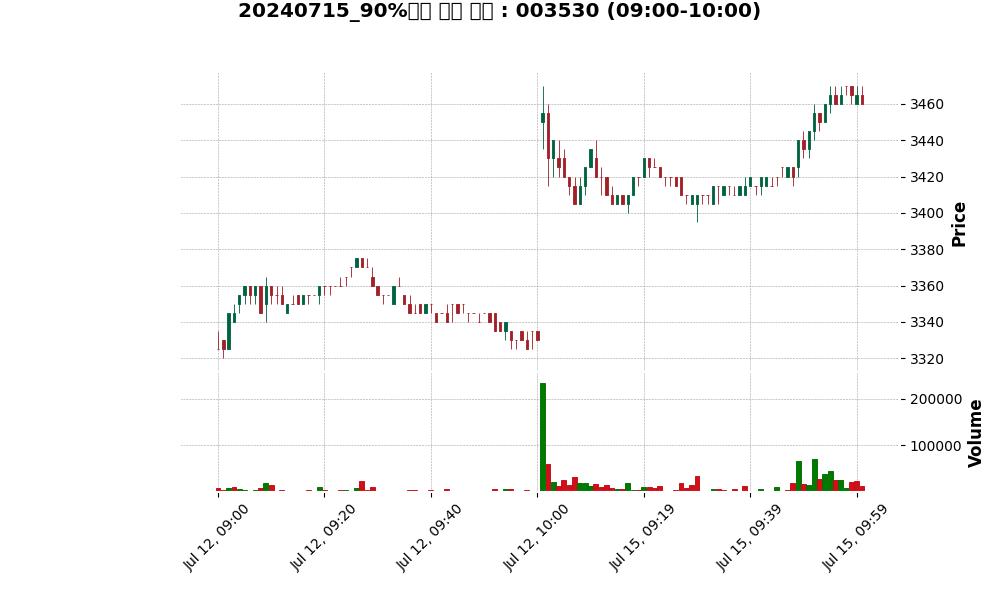 20240715_90% : 003530 (09:00-10:00)
3460
3440
3420
3400
3380
3360
3340
3320
Price
200000
100000
Volume
Jul 12, 09:00
Jul 12, 09:20
Jul 12, 09:40
Jul 12, 10:00
Jul 15, 09:19
Jul 15, 09:39
Jul 15, 09:59